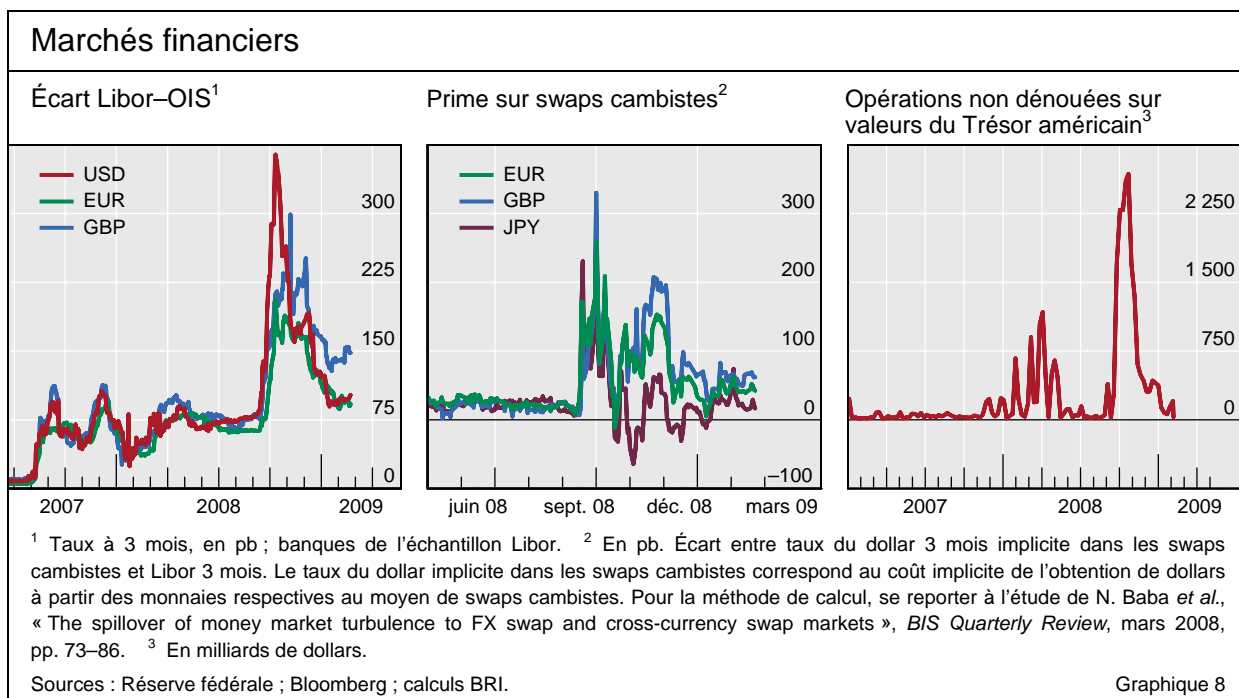 Marchés financiers
Écart Libor–OIS¹
USD
EUR
GBP
300
225
150
75
0
2007 2008 2009
Prime sur swaps cambistes²
EUR
GBP
JPY
300
200
100
0
–100
juin 08 sept. 08 déc. 08 mars 09
Opérations non dénouées sur
valeurs du Trésor américain³
2 250
1 500
750
0
2007 2008 2009
¹ Taux à 3 mois, en pb ; banques de l’échantillon Libor. ² En pb. Écart entre taux du dollar 3 mois implicite dans les swaps
cambistes et Libor 3 mois. Le taux du dollar implicite dans les swaps cambistes correspond au coût implicite de l’obtention de dollars
à partir des monnaies respectives au moyen de swaps cambistes. Pour la méthode de calcul, se reporter à l’étude de N. Baba et al.,
« The spillover of money market turbulence to FX swap and cross-currency swap markets », BIS Quarterly Review, mars 2008,
pp. 73–86. ³ En milliards de dollars.
Sources : Réserve fédérale ; Bloomberg ; calculs BRI. Graphique 8